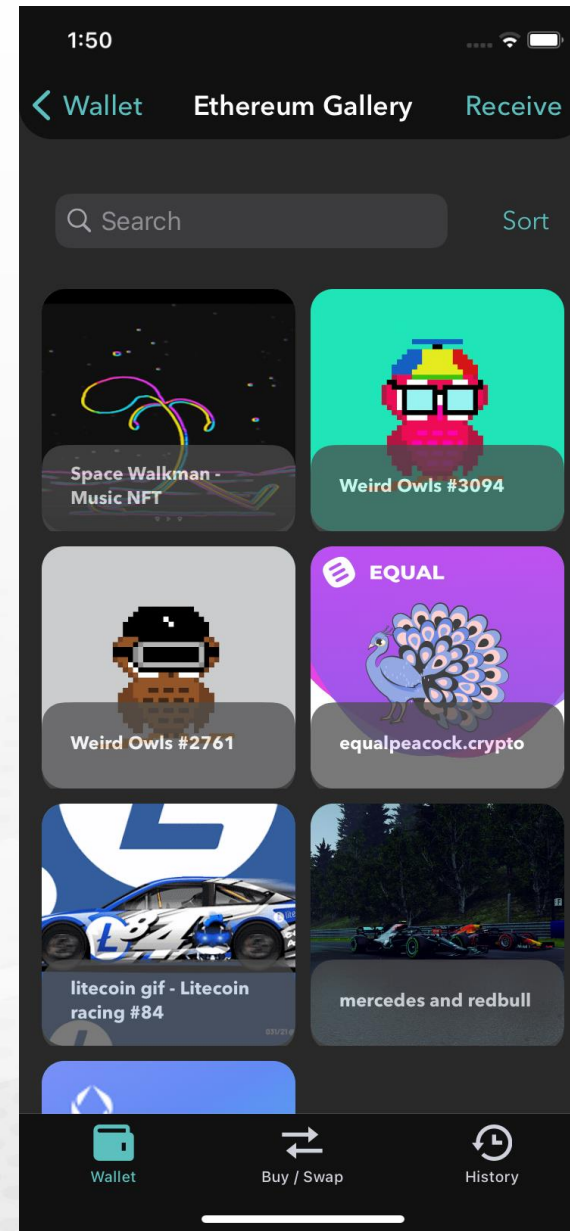 1:50
Wallet Ethereum Gallery Receive
Search Sort
Space Walkman -
Music NFT
Weird Owls #3094
Weird Owls #2761
EQUAL
equalpeacock.crypto
84
litecoin gif - Litecoin
racing #84
mercedes and redbull
Wallet Buy / Swap History